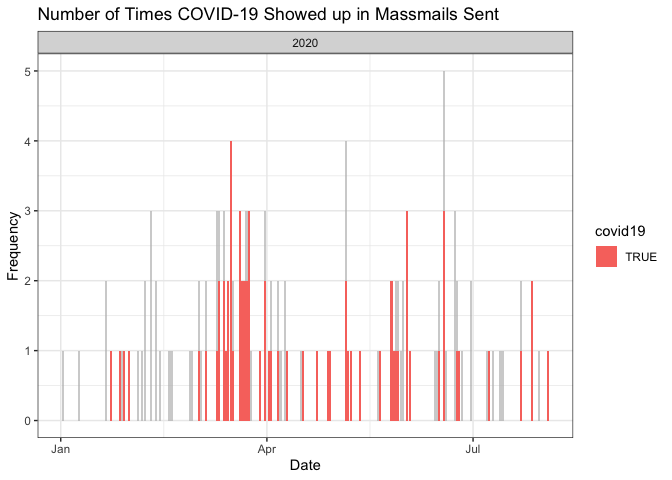 Number of Times COVID-19 Showed up in Massmails Sent
2020
5
4
3
2
1
0
Frequency
Jan
Apr
Jul
Date
covid19
TRUE